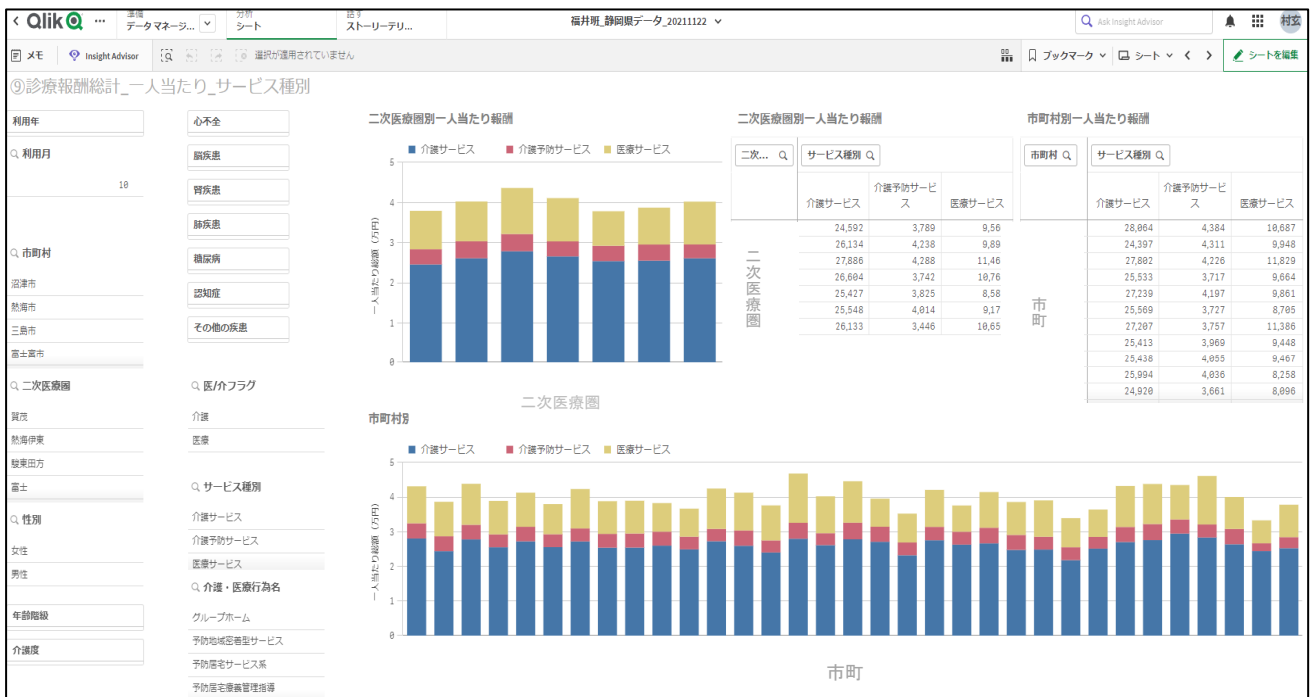 Qlik ... 準備 データ マネージ... 分析 シート 話す ストーリーテリ... 福井班_静岡県データ_20211122 Ask Insight Advisor 村玄
メモ Insight Advisor 選択が適用されていません ブックマーク シート シートを編集
⑨診療報酬総計_一人当たり_サービス種別
利用年
利用月
10
市町村
沼津市
熱海市
三島市
富士宮市
二次医療圏
賀茂
熱海伊東
駿東田方
富士
性別
女性
男性
年齢階級
介護度
心不全
脳疾患
腎疾患
肺疾患
糖尿病
認知症
その他の疾患
医/介フラグ
介護
医療
サービス種別
介護サービス
介護予防サービス
医療サービス
介護・医療行為名
グループホーム
予防地域密着型サービス
予防居宅サービス系
予防居宅療養管理指導
二次医療圏別一人当たり報酬
介護サービス 介護予防サービス 医療サービス
一人当たり総額 (万円)
5
4
3
2
1
0
二次医療圏
二次医療圏別一人当たり報酬
二次... サービス種別
介護サービス 介護予防サービス 医療サービス
二次医療圏
24,592 3,789 9,56
26,134 4,238 9,89
27,886 4,288 11,46
26,604 3,742 10,76
25,427 3,825 8,58
25,548 4,014 9,17
26,133 3,446 10,65
市町村別一人当たり報酬
市町村 サービス種別
介護サービス 介護予防サービス 医療サービス
市町
28,064 4,384 10,687
24,397 4,311 9,948
27,802 4,226 11,829
25,533 3,717 9,664
27,239 4,197 9,861
25,569 3,727 8,705
27,207 3,757 11,386
25,413 3,969 9,448
25,438 4,055 9,467
25,994 4,036 8,258
24,920 3,661 8,096
市町村別
介護サービス 介護予防サービス 医療サービス
一人当たり総額 (万円)
5
4
3
2
1
0
市町